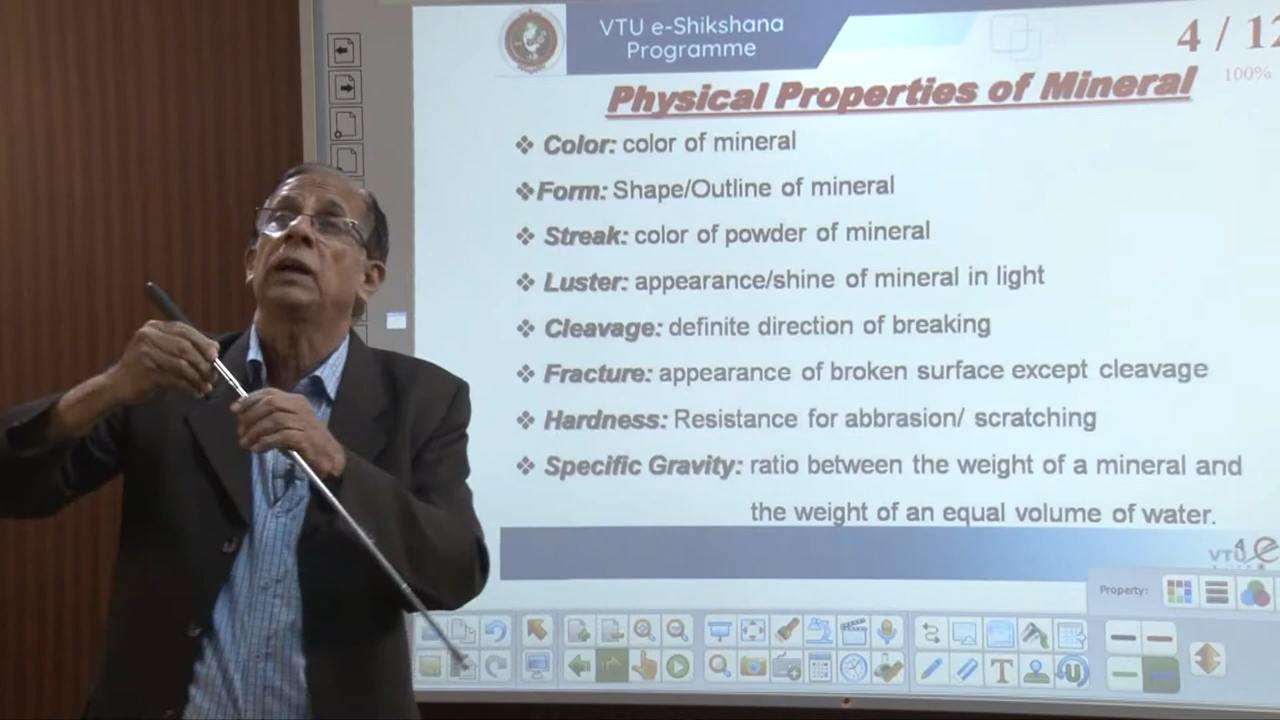 VTU e-Shikshana
Programme
4 / 12
100%
Physical Properties of Mineral
❖ Color: color of mineral
❖ Form: Shape/Outline of mineral
❖ Streak: color of powder of mineral
❖ Luster: appearance/shine of mineral in light
❖ Cleavage: definite direction of breaking
❖ Fracture: appearance of broken surface except cleavage
❖ Hardness: Resistance for abbrasion/ scratching
❖ Specific Gravity: ratio between the weight of a mineral and
the weight of an equal volume of water.
4
VTU e
Property: